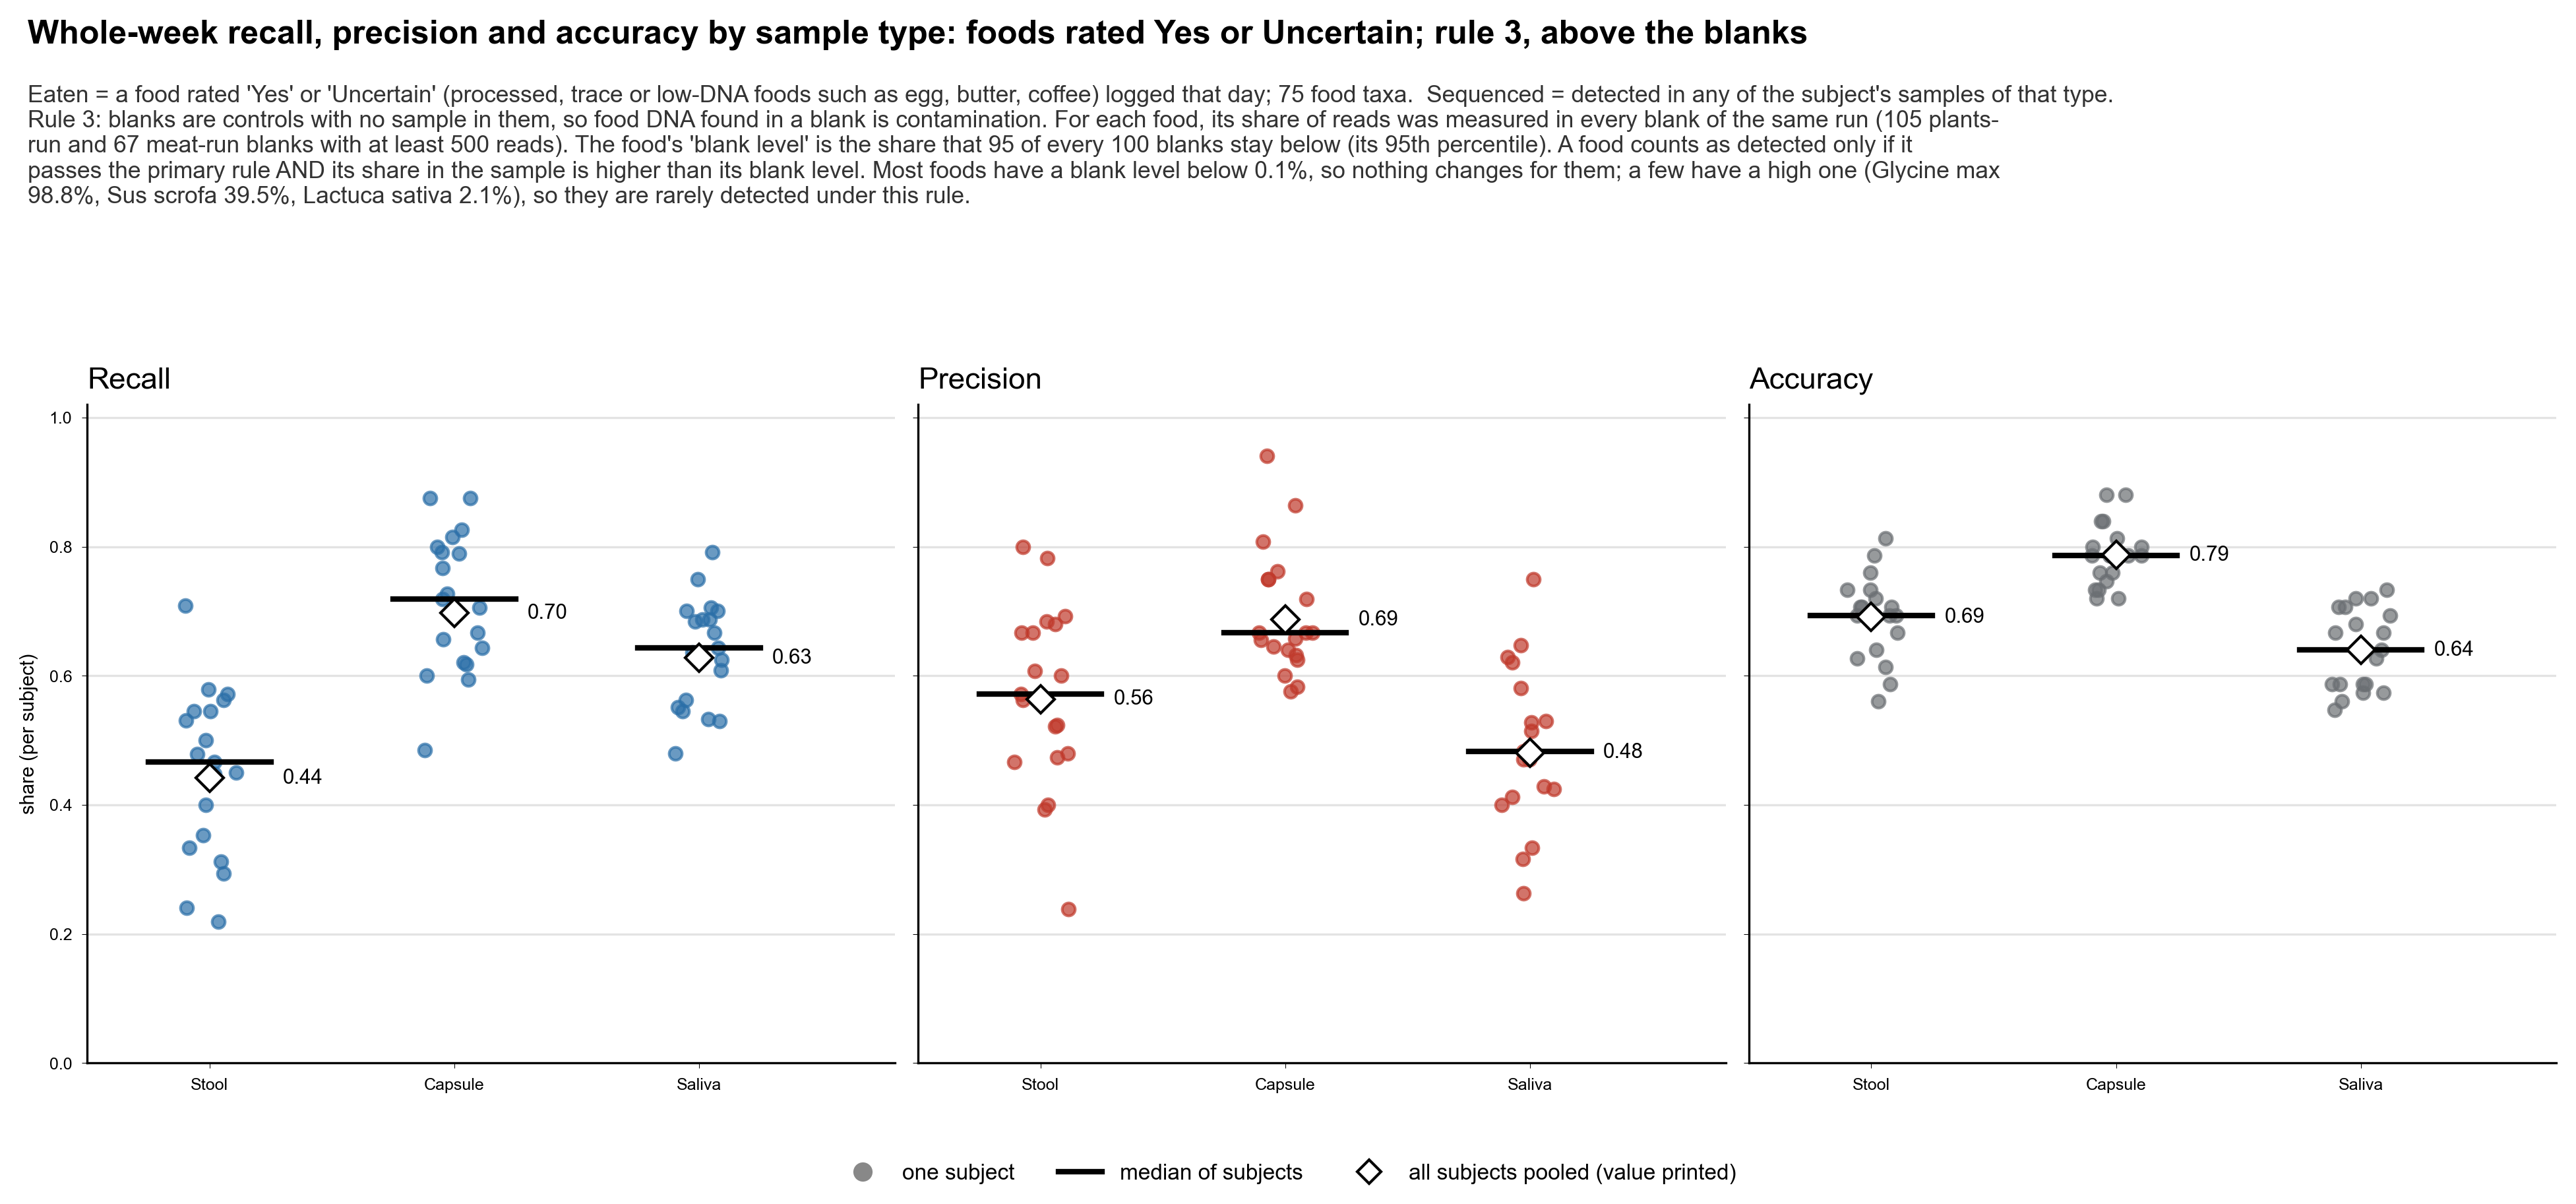 Whole-week recall, precision and accuracy by sample type: foods rated Yes or Uncertain; rule 3, above the blanks
Eaten = a food rated 'Yes' or 'Uncertain' (processed, trace or low-DNA foods such as egg, butter, coffee) logged that day; 75 food taxa.  Sequenced = detected in any of the subject's samples of that type.
Rule 3: blanks are controls with no sample in them, so food DNA found in a blank is contamination. For each food, its share of reads was measured in every blank of the same run (105 plants-
run and 67 meat-run blanks with at least 500 reads). The food's 'blank level' is the share that 95 of every 100 blanks stay below (its 95th percentile). A food counts as detected only if it
passes the primary rule AND its share in the sample is higher than its blank level. Most foods have a blank level below 0.1%, so nothing changes for them; a few have a high one (Glycine max
98.8%, Sus scrofa 39.5%, Lactuca sativa 2.1%), so they are rarely detected under this rule.
Recall
share (per subject)
1.0
0.8
0.6
0.4
0.2
0.0
0.44
0.70
0.63
Stool
Capsule
Saliva
Precision
0.56
0.69
0.48
Stool
Capsule
Saliva
Accuracy
0.69
0.79
0.64
Stool
Capsule
Saliva
one subject
median of subjects
all subjects pooled (value printed)